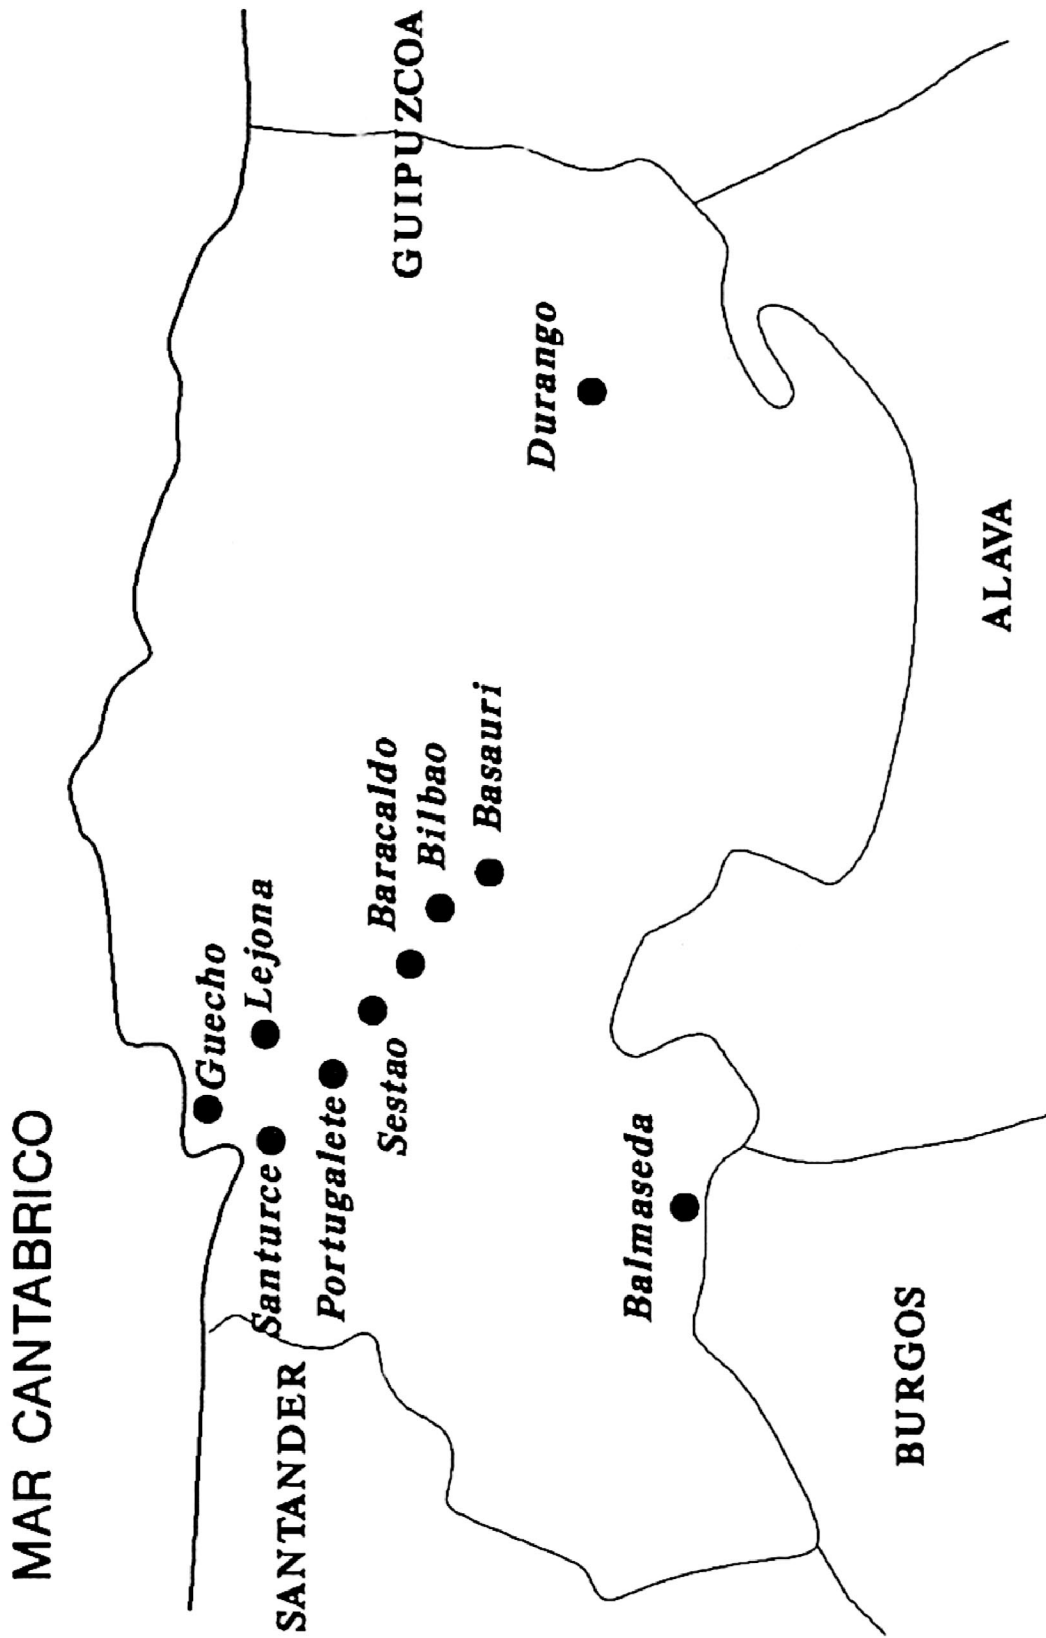 MAR CANTABRICO
Guecho
Lejona
Santurce
SANTANDER
Portugalete
Sestao
Baracaldo
Bilbao
Basauri
GUIPUZCOA
Durango
Balmaseda
ALAVA
BURGOS